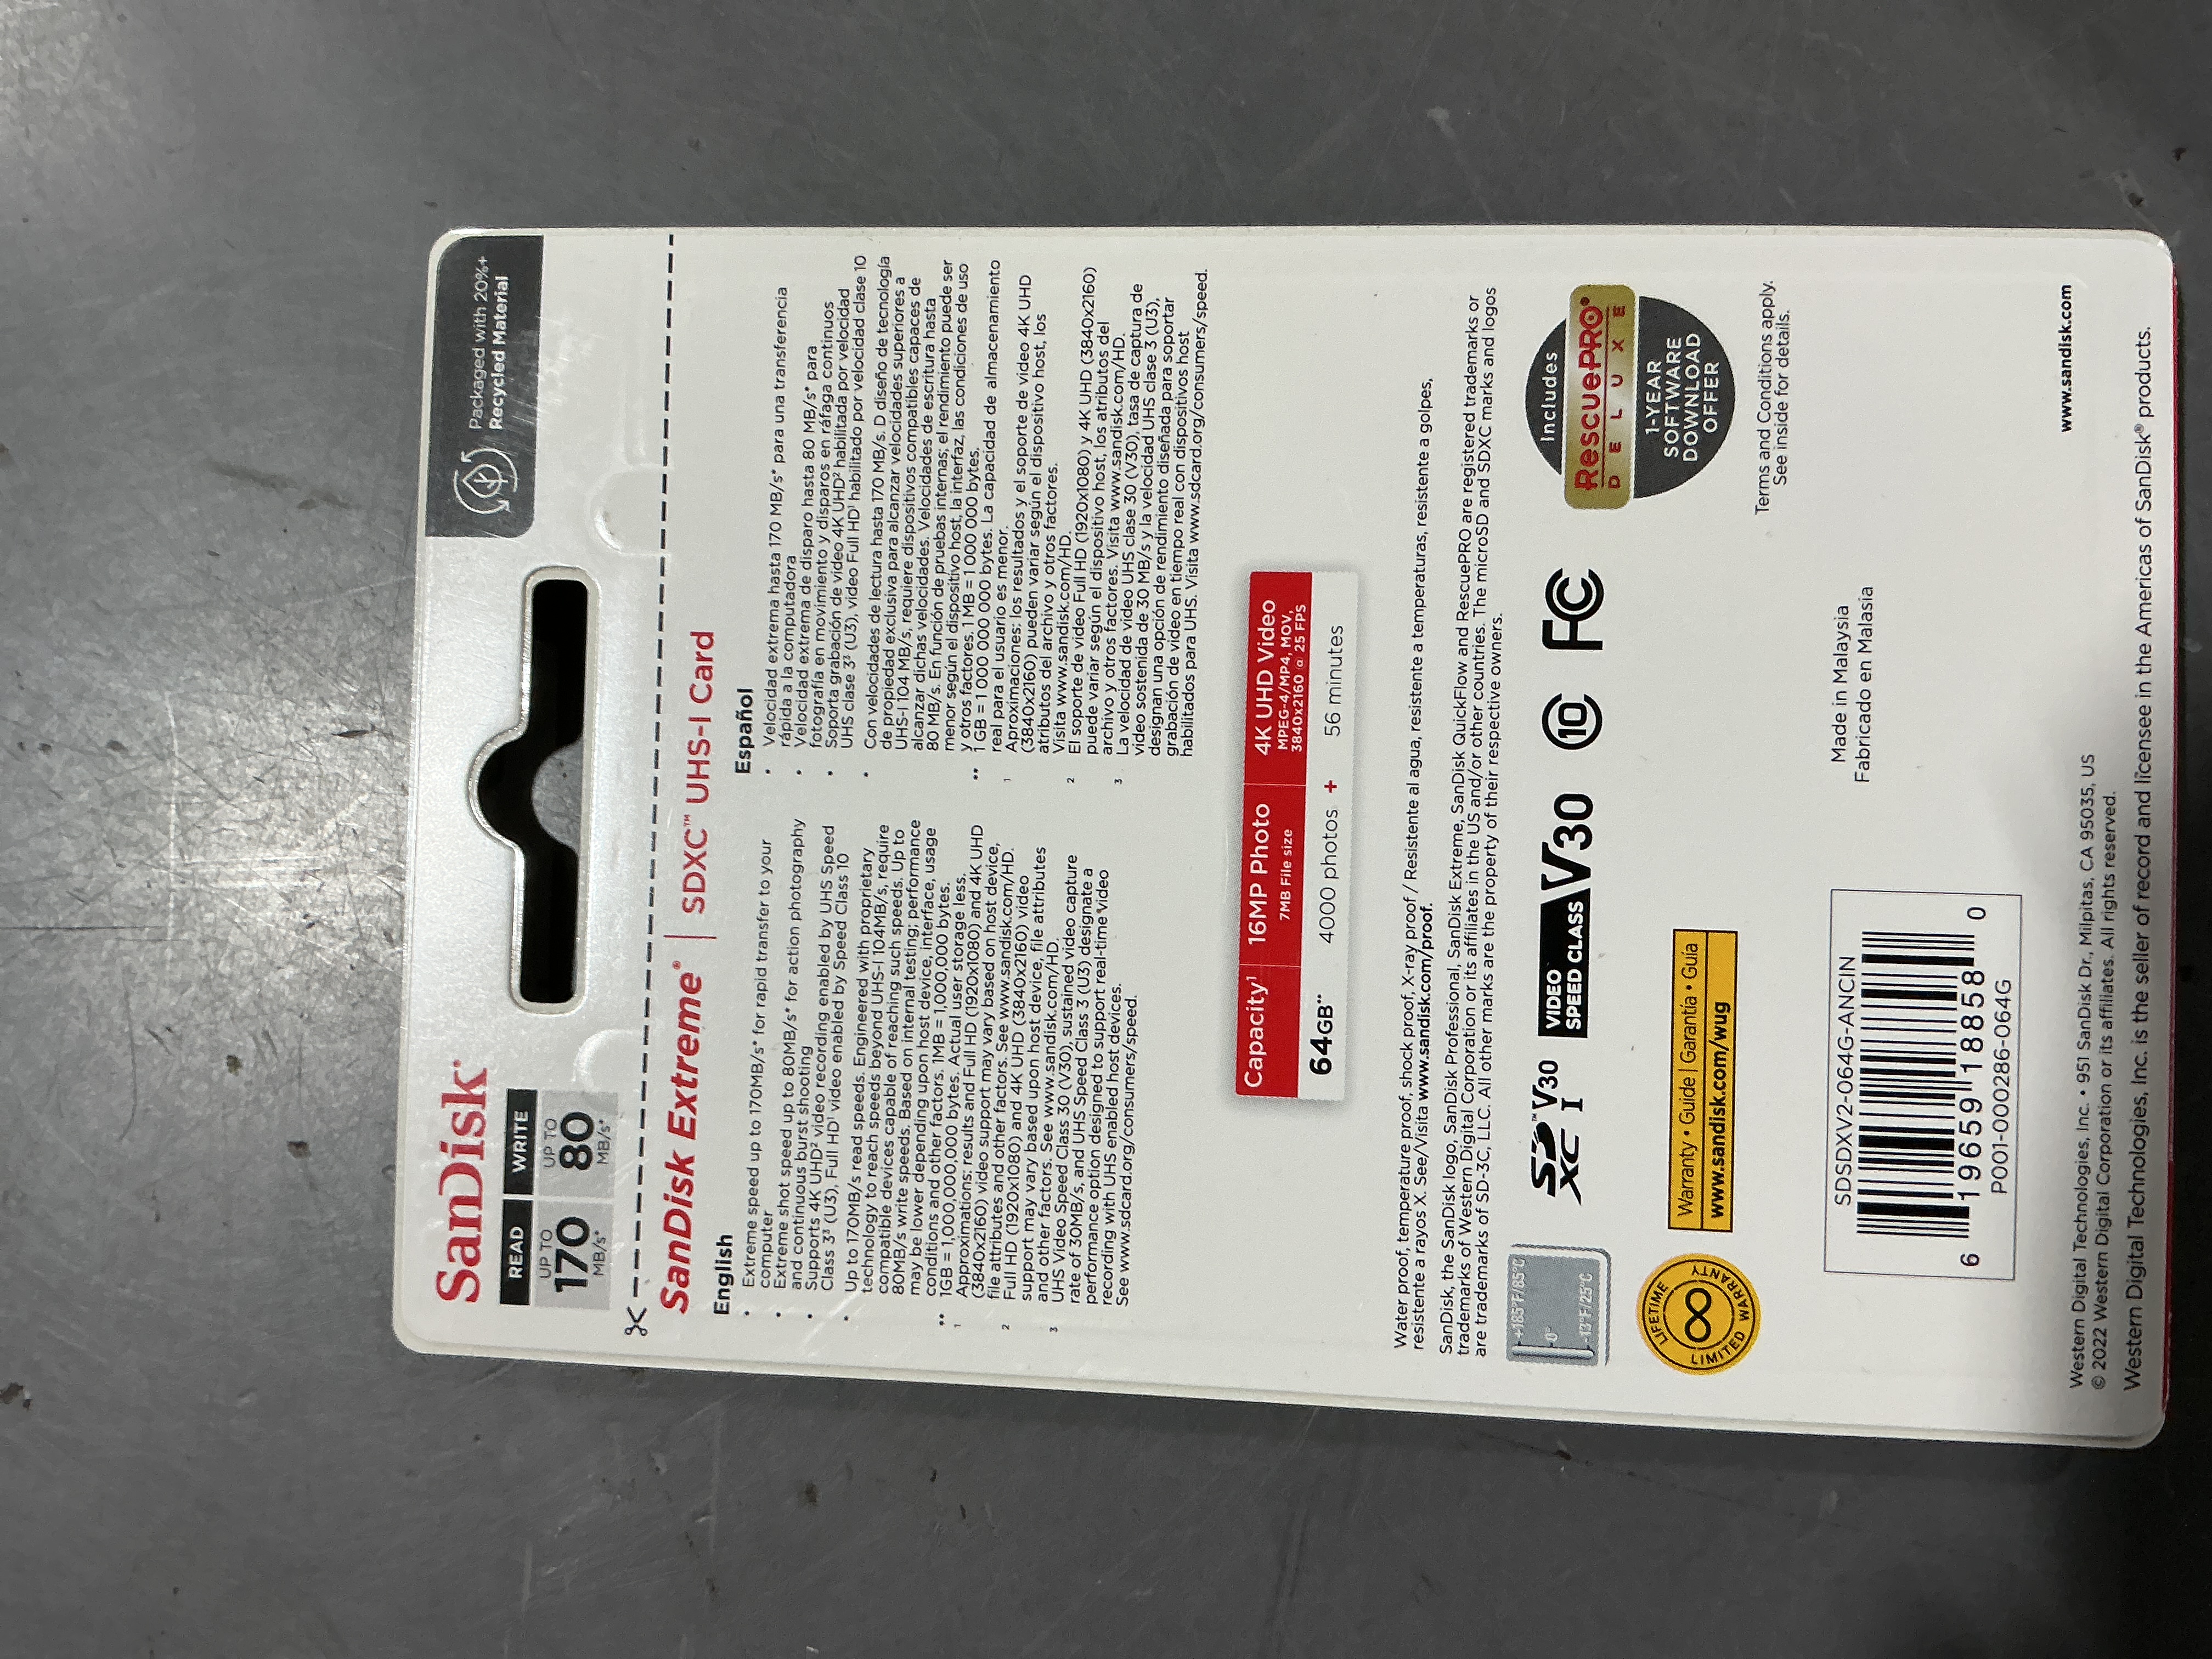 SanDisk®
Packaged with 20%+
Recycled Material
READ
WRITE
UP TO
170
MB/s*
UP TO
80
MB/s*
SanDisk Extreme® | SDXC™ UHS-I Card
English
• Extreme speed up to 170MB/s* for rapid transfer to your
computer
• Extreme shot speed up to 80MB/s* for action photography
and continuous burst shooting
• Supports 4K UHD² video recording enabled by UHS Speed
Class 3³ (U3), Full HD¹ video enabled by Speed Class 10
* Up to 170MB/s read speeds. Engineered with proprietary
technology to reach speeds beyond UHS-I 104MB/s, require
compatible devices capable of reaching such speeds. Up to
80MB/s write speeds. Based on internal testing; performance
may be lower depending upon host device, interface, usage
conditions and other factors. 1MB = 1,000,000 bytes.
** 1GB = 1,000,000,000 bytes. Actual user storage less.
1 Approximations: results and Full HD (1920x1080) and 4K UHD
(3840x2160) video support may vary based on host device,
file attributes and other factors. See www.sandisk.com/HD.
2 Full HD (1920x1080) and 4K UHD (3840x2160) video
support may vary based upon host device, file attributes
and other factors. See www.sandisk.com/HD.
3 UHS Video Speed Class 30 (V30), sustained video capture
rate of 30MB/s, and UHS Speed Class 3 (U3) designate a
performance option designed to support real-time video
recording with UHS enabled host devices.
See www.sdcard.org/consumers/speed.
Español
• Velocidad extrema hasta 170 MB/s* para una transferencia
rápida a la computadora
• Velocidad extrema de disparo hasta 80 MB/s* para
fotografía en movimiento y disparos en ráfaga continuos
• Soporta grabación de video 4K UHD² habilitada por velocidad
UHS clase 3³ (U3), video Full HD¹ habilitado por velocidad clase 10
* Con velocidades de lectura hasta 170 MB/s. D diseño de tecnología
de propiedad exclusiva para alcanzar velocidades superiores a
UHS-I 104 MB/s, requiere dispositivos compatibles capaces de
alcanzar dichas velocidades. Velocidades de escritura hasta
80 MB/s. En función de pruebas internas; el rendimiento puede ser
menor según el dispositivo host, la interfaz, las condiciones de uso
y otros factores. 1 MB = 1 000 000 bytes.
** 1 GB = 1 000 000 000 bytes. La capacidad de almacenamiento
real para el usuario es menor.
1 Aproximaciones: los resultados y el soporte de video 4K UHD
(3840x2160) pueden variar según el dispositivo host, los
atributos del archivo y otros factores.
Visita www.sandisk.com/HD.
2 El soporte de video Full HD (1920x1080) y 4K UHD (3840x2160)
puede variar según el dispositivo host, los atributos del
archivo y otros factores. Visita www.sandisk.com/HD.
3 La velocidad de video UHS clase 30 (V30), tasa de captura de
video sostenida de 30 MB/s y la velocidad UHS clase 3 (U3),
designan una opción de rendimiento diseñada para soportar
grabación de video en tiempo real con dispositivos host
habilitados para UHS. Visita www.sdcard.org/consumers/speed.
Capacity¹ | 16MP Photo | 4K UHD Video
7MB File size
MPEG-4/MP4, MOV,
3840x2160 @ 25 FPS
64GB** 4000 photos + 56 minutes
Water proof, temperature proof, shock proof, X-ray proof / Resistente al agua, resistente a temperaturas, resistente a golpes,
resistente a rayos X. See/Visita www.sandisk.com/proof.
SanDisk, the SanDisk logo, SanDisk Professional, SanDisk Extreme, SanDisk QuickFlow and RescuePRO are registered trademarks or
trademarks of Western Digital Corporation or its affiliates in the US and/or other countries. The microSD and SDXC marks and logos
are trademarks of SD-3C, LLC. All other marks are the property of their respective owners.
+185°F/85°C
0°
-13°F/25°C
SD™ XC V30 I
VIDEO SPEED CLASS V30
10
FC
Includes
RescuePRO®
DELUXE
1-YEAR
SOFTWARE
DOWNLOAD
OFFER
Terms and Conditions apply.
See inside for details.
LIFETIME LIMITED WARRANTY
Warranty • Guide | Garantía • Guía
www.sandisk.com/wug
SDSDXV2-064G-ANCIN
6 19659 18858 0
P001-000286-064G
Made in Malaysia
Fabricado en Malasia
Western Digital Technologies, Inc. • 951 SanDisk Dr., Milpitas, CA 95035, US
© 2022 Western Digital Corporation or its affiliates. All rights reserved.
www.sandisk.com
Western Digital Technologies, Inc. is the seller of record and licensee in the Americas of SanDisk® products.